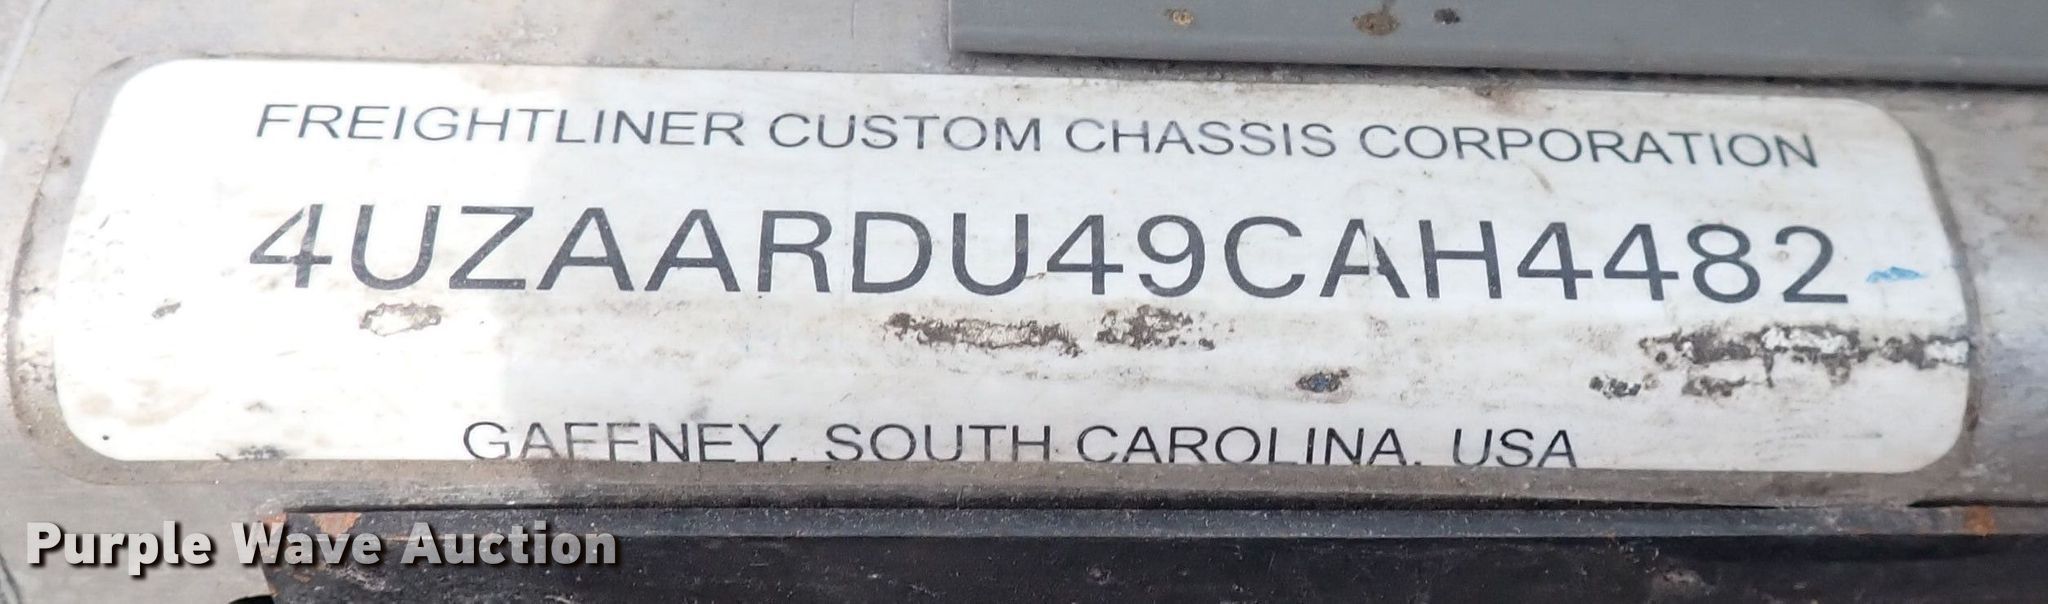 FREIGHTLINER CUSTOM CHASSIS CORPORATION
4UZAARDU49CAH4482
GAFFNEY, SOUTH CAROLINA, USA
Purple Wave Auction